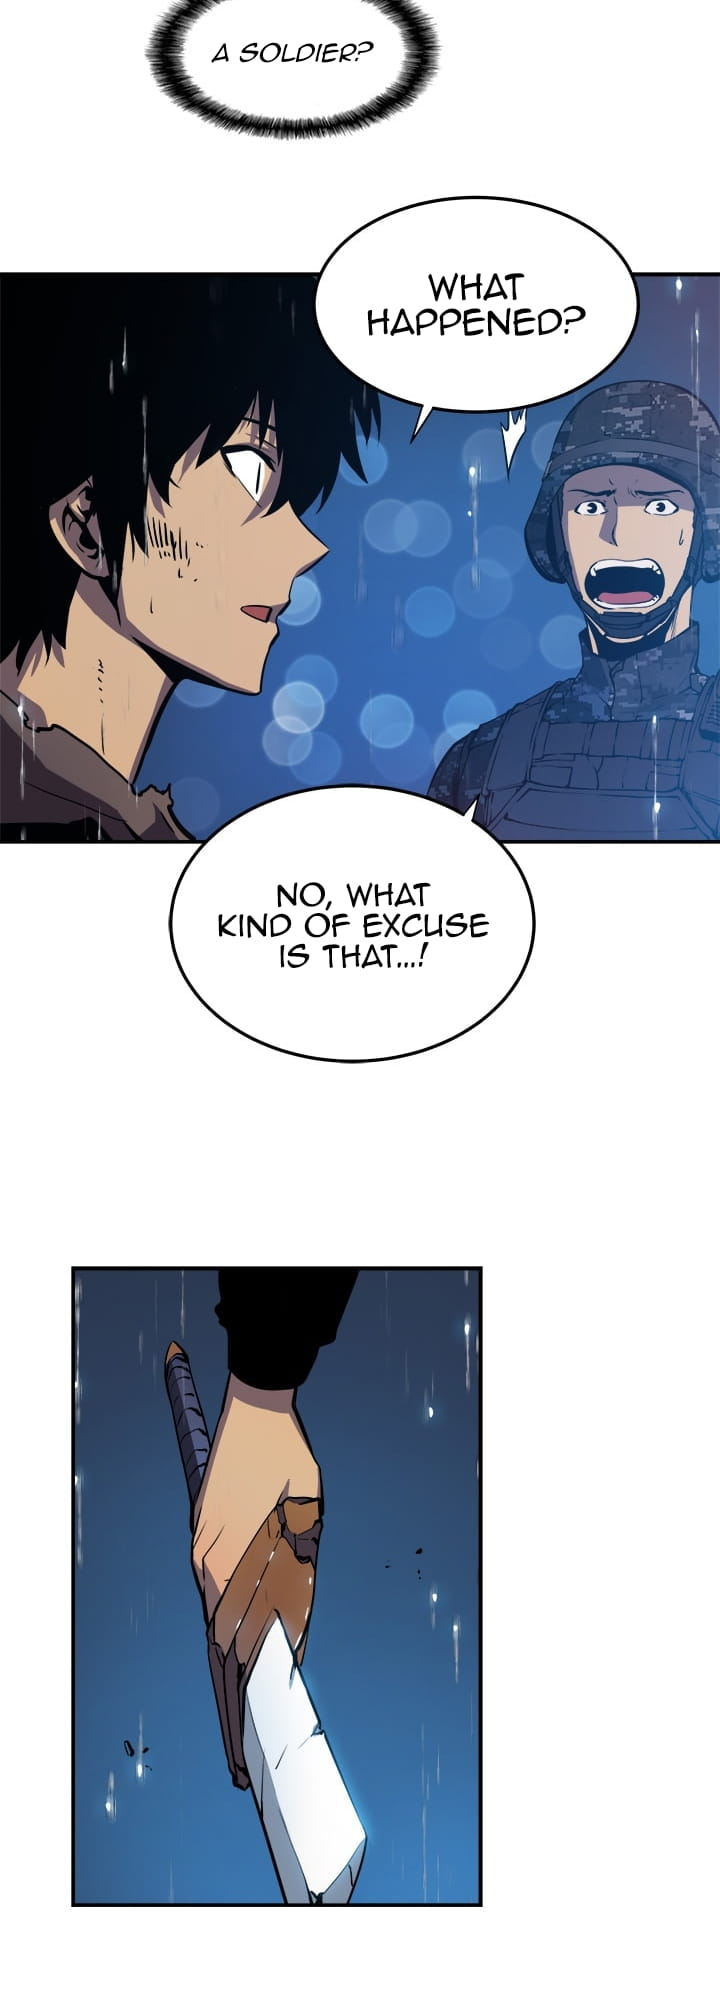 A SOLDIER?
WHAT
HAPPENED?
NO, WHAT
KIND OF EXCUSE
IS THAT...!